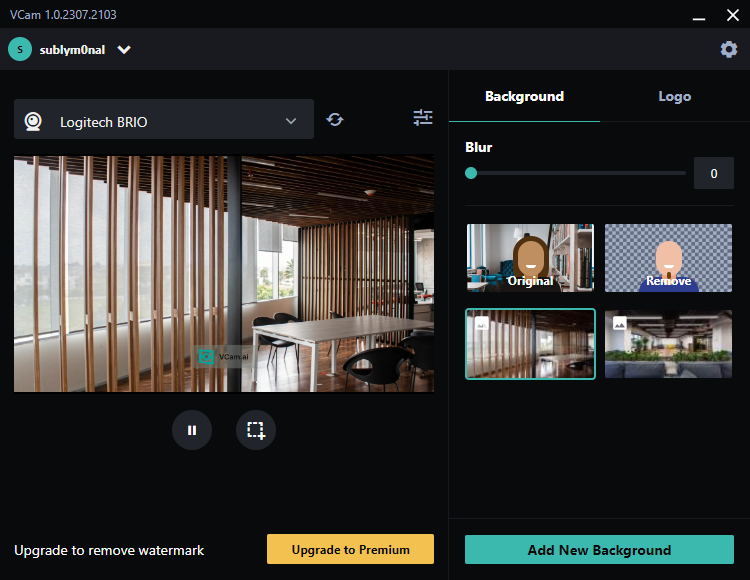 VCam 1.0.2307.2103
S
sublym0nal
Background
Logo
Logitech BRIO
Blur
0
Original
Remove
VCam.ai
Upgrade to remove watermark
Upgrade to Premium
Add New Background